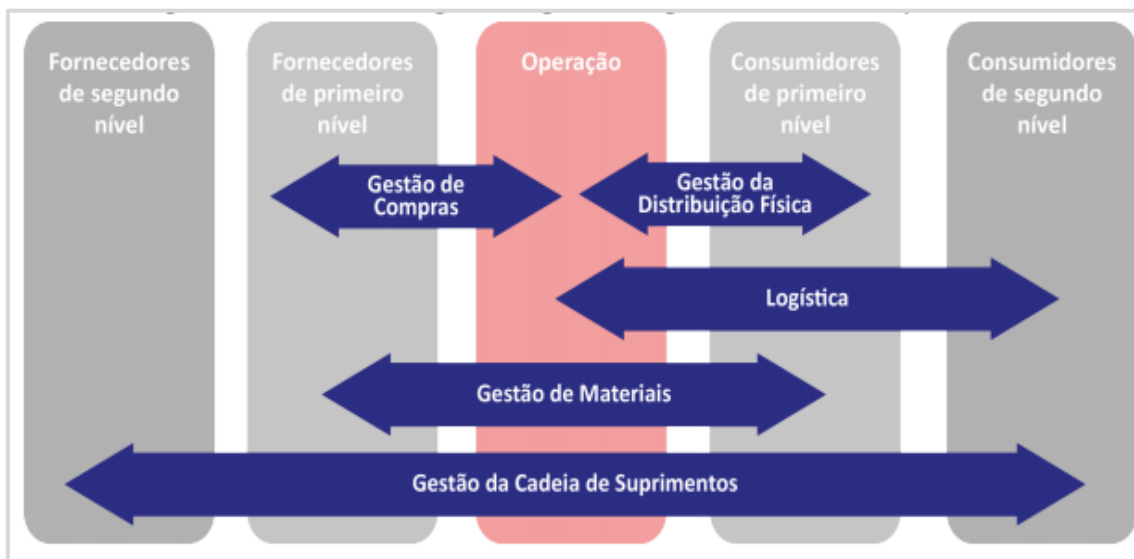 Fornecedores
de segundo
nível
Fornecedores
de primeiro
nível
Operação
Consumidores
de primeiro
nível
Consumidores
de segundo
nível
Gestão de
Compras
Gestão da
Distribuição Física
Logística
Gestão de Materiais
Gestão da Cadeia de Suprimentos